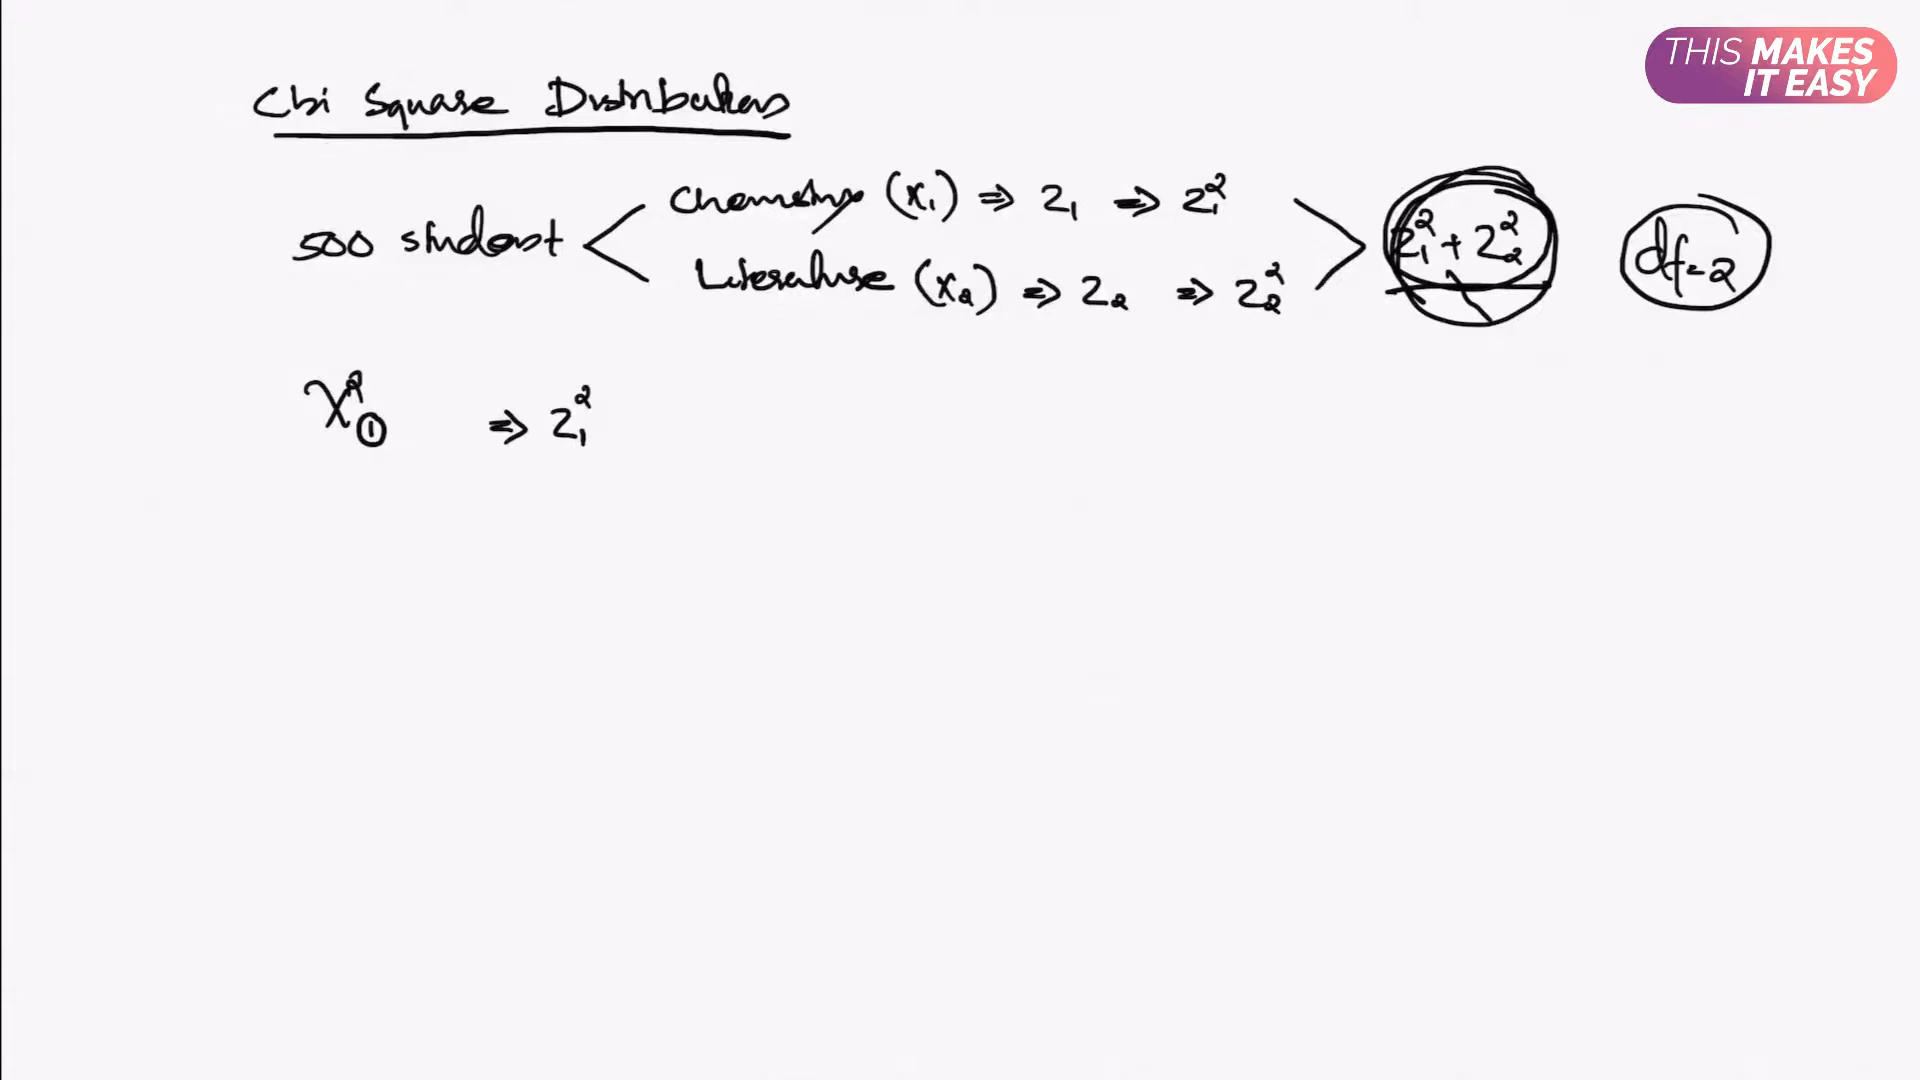 THIS MAKES
IT EASY
Chi Square Distribution
500 student
Chemistry (x₁) ⇒ Z₁ ⇒ Z₁²
Literature (x₂) ⇒ Z₂ ⇒ Z₂²
Z₁² + Z₂²
df=2
χ²① ⇒ Z₁²